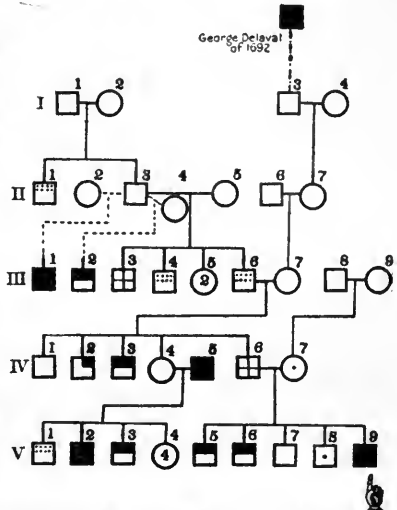 George Delaval
of 1692
1 2 3 4
I
1 2 3 4 5 6 7
II
1 2 3 4 5 6 7 8 9
2
III
1 2 3 4 5 6 7
IV
1 2 3 4 5 6 7 8 9
4
V